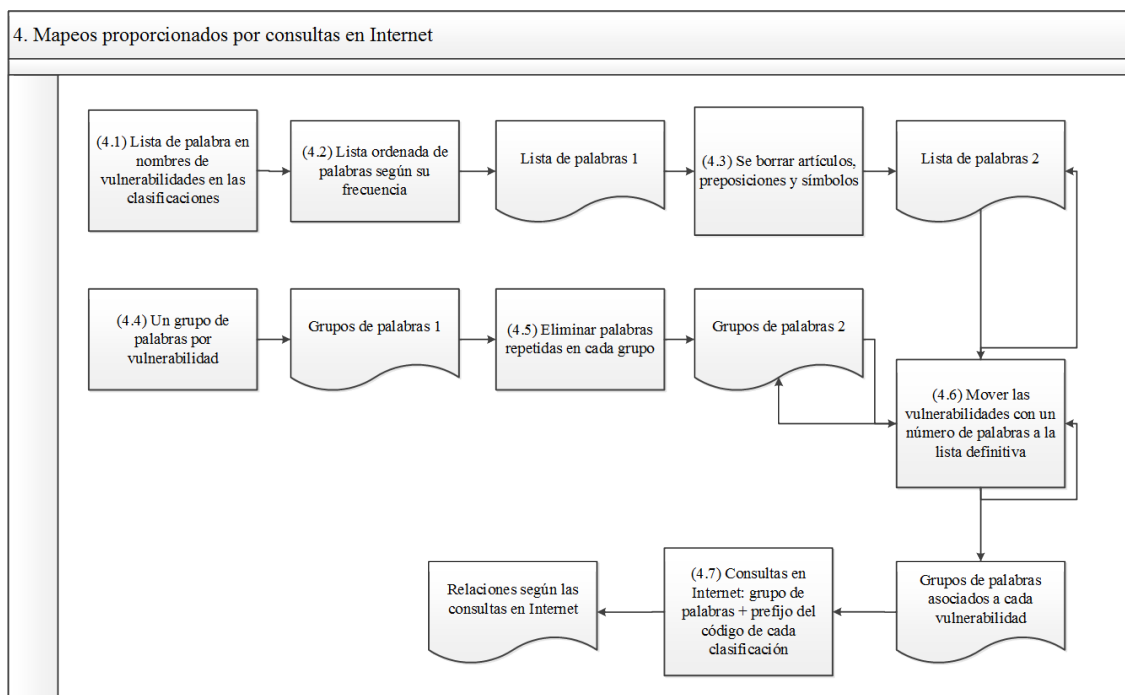 4. Mapeos proporcionados por consultas en Internet
(4.1) Lista de palabra en
nombres de
vulnerabilidades en las
clasificaciones
(4.2) Lista ordenada de
palabras según su
frecuencia
Lista de palabras 1
(4.3) Se borrar artículos,
preposiciones y símbolos
Lista de palabras 2
(4.4) Un grupo de
palabras por
vulnerabilidad
Grupos de palabras 1
(4.5) Eliminar palabras
repetidas en cada grupo
Grupos de palabras 2
(4.6) Mover las
vulnerabilidades con un
número de palabras a la
lista definitiva
Relaciones según las
consultas en Internet
(4.7) Consultas en
Internet: grupo de
palabras + prefijo del
código de cada
clasificación
Grupos de palabras
asociados a cada
vulnerabilidad